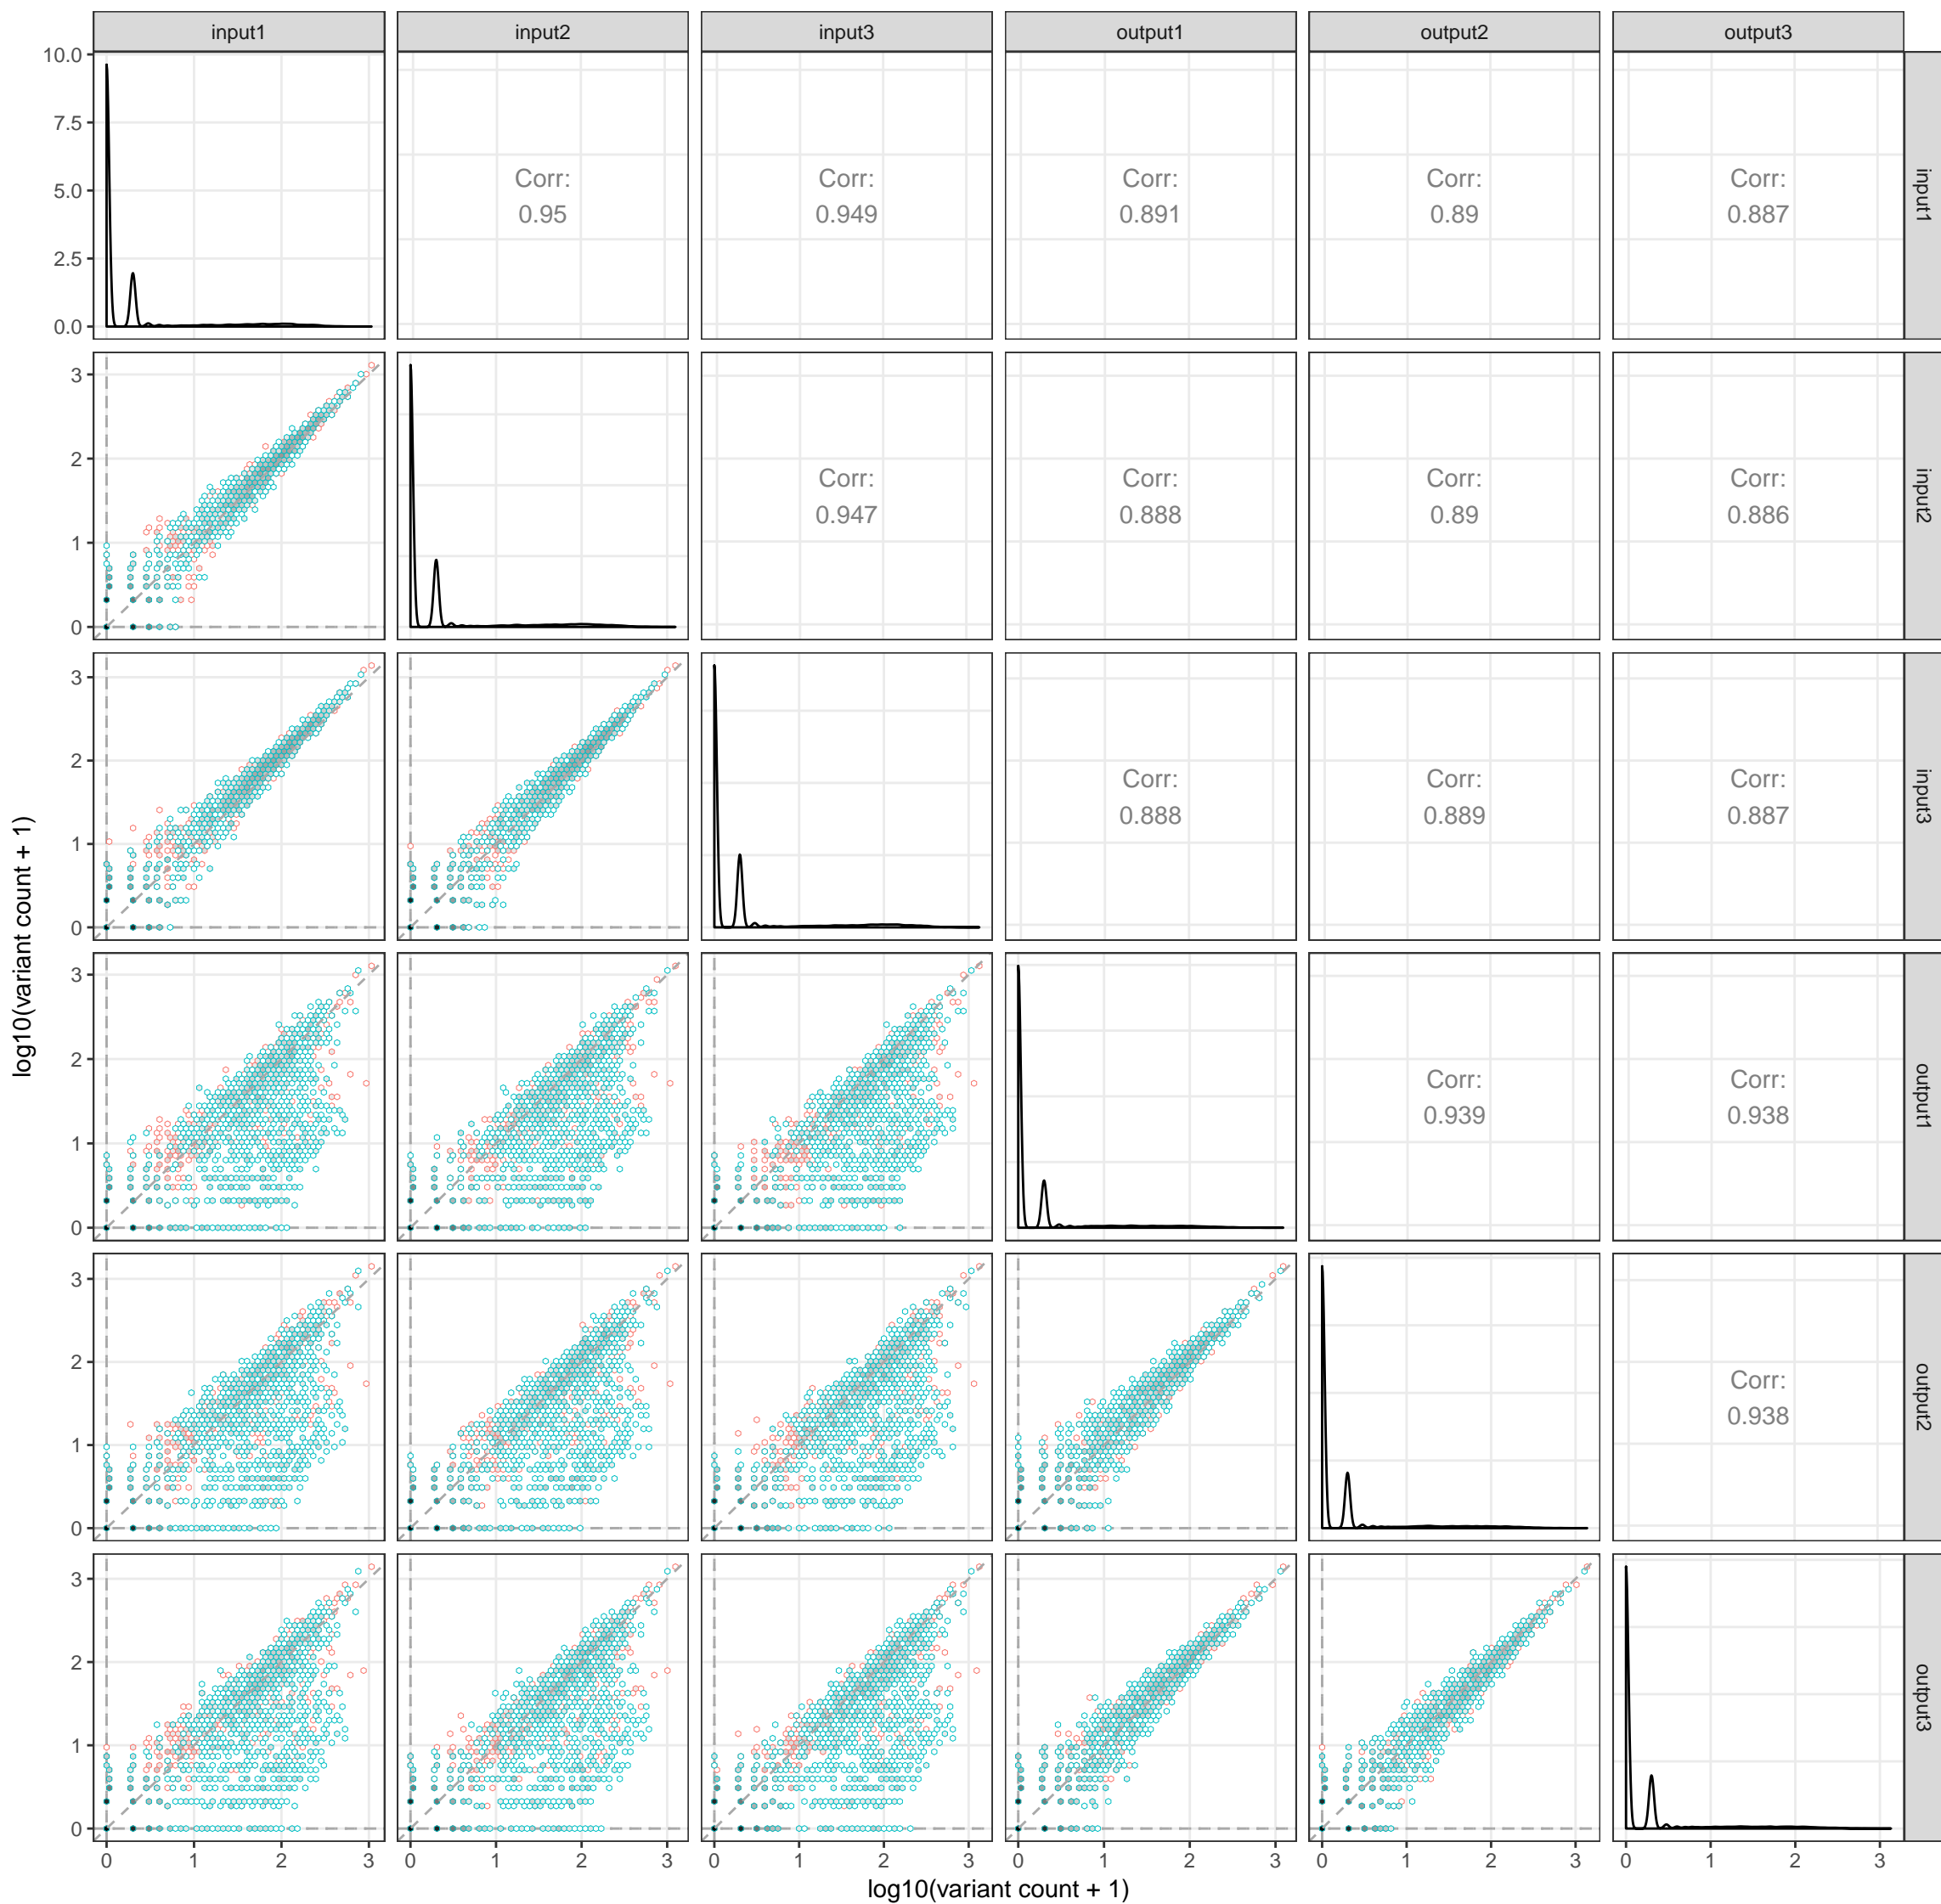 input1 input2 input3 output1 output2 output3
10.0
7.5
5.0
2.5
0.0
Corr:
0.95
Corr:
0.949
Corr:
0.891
Corr:
0.89
Corr:
0.887
input1
3
2
1
0
Corr:
0.947
Corr:
0.888
Corr:
0.89
Corr:
0.886
input2
3
2
1
0
Corr:
0.888
Corr:
0.889
Corr:
0.887
input3
log10(variant count + 1)
3
2
1
0
Corr:
0.939
Corr:
0.938
output1
3
2
1
0
Corr:
0.938
output2
3
2
1
0
output3
0 1 2 3 0 1 2 3 0 1 2 3 0 1 2 3 0 1 2 3 0 1 2 3
log10(variant count + 1)